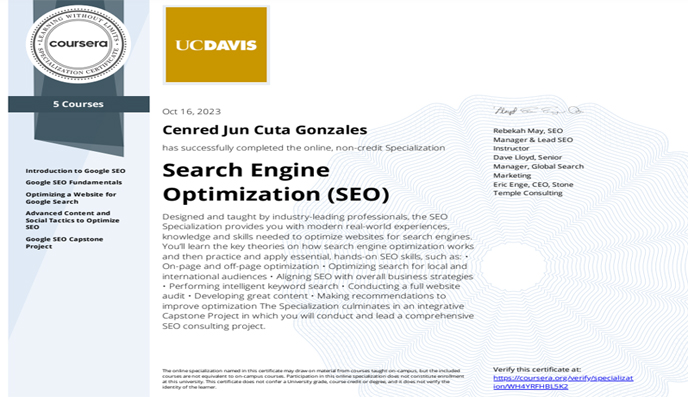 LEARNING WITHOUT LIMITS
coursera
SPECIALIZATION CERTIFICATE
5 Courses
Introduction to Google SEO
Google SEO Fundamentals
Optimizing a Website for
Google Search
Advanced Content and
Social Tactics to Optimize
SEO
Google SEO Capstone
Project
UCDAVIS
Oct 16, 2023
Cenred Jun Cuta Gonzales
has successfully completed the online, non-credit Specialization
Search Engine
Optimization (SEO)
Designed and taught by industry-leading professionals, the SEO
Specialization provides you with modern real-world experiences,
knowledge and skills needed to optimize websites for search engines.
You'll learn the key theories on how search engine optimization works
and then practice and apply essential, hands-on SEO skills, such as: •
On-page and off-page optimization • Optimizing search for local and
international audiences • Aligning SEO with overall business strategies
• Performing intelligent keyword search • Conducting a full website
audit • Developing great content • Making recommendations to
improve optimization The Specialization culminates in an integrative
Capstone Project in which you will conduct and lead a comprehensive
SEO consulting project.
The online specialization named in this certificate may draw on material from courses taught on-campus, but the included
courses are not equivalent to on-campus courses. Participation in this online specialization does not constitute enrollment
at this university. This certificate does not confer a University grade, course credit or degree, and it does not verify the
identity of the learner.
Rebekah May, SEO
Manager & Lead SEO
Instructor
Dave Lloyd, Senior
Manager, Global Search
Marketing
Eric Enge, CEO, Stone
Temple Consulting
Verify this certificate at:
https://coursera.org/verify/specializat
ion/WH4YRFHBL5K2